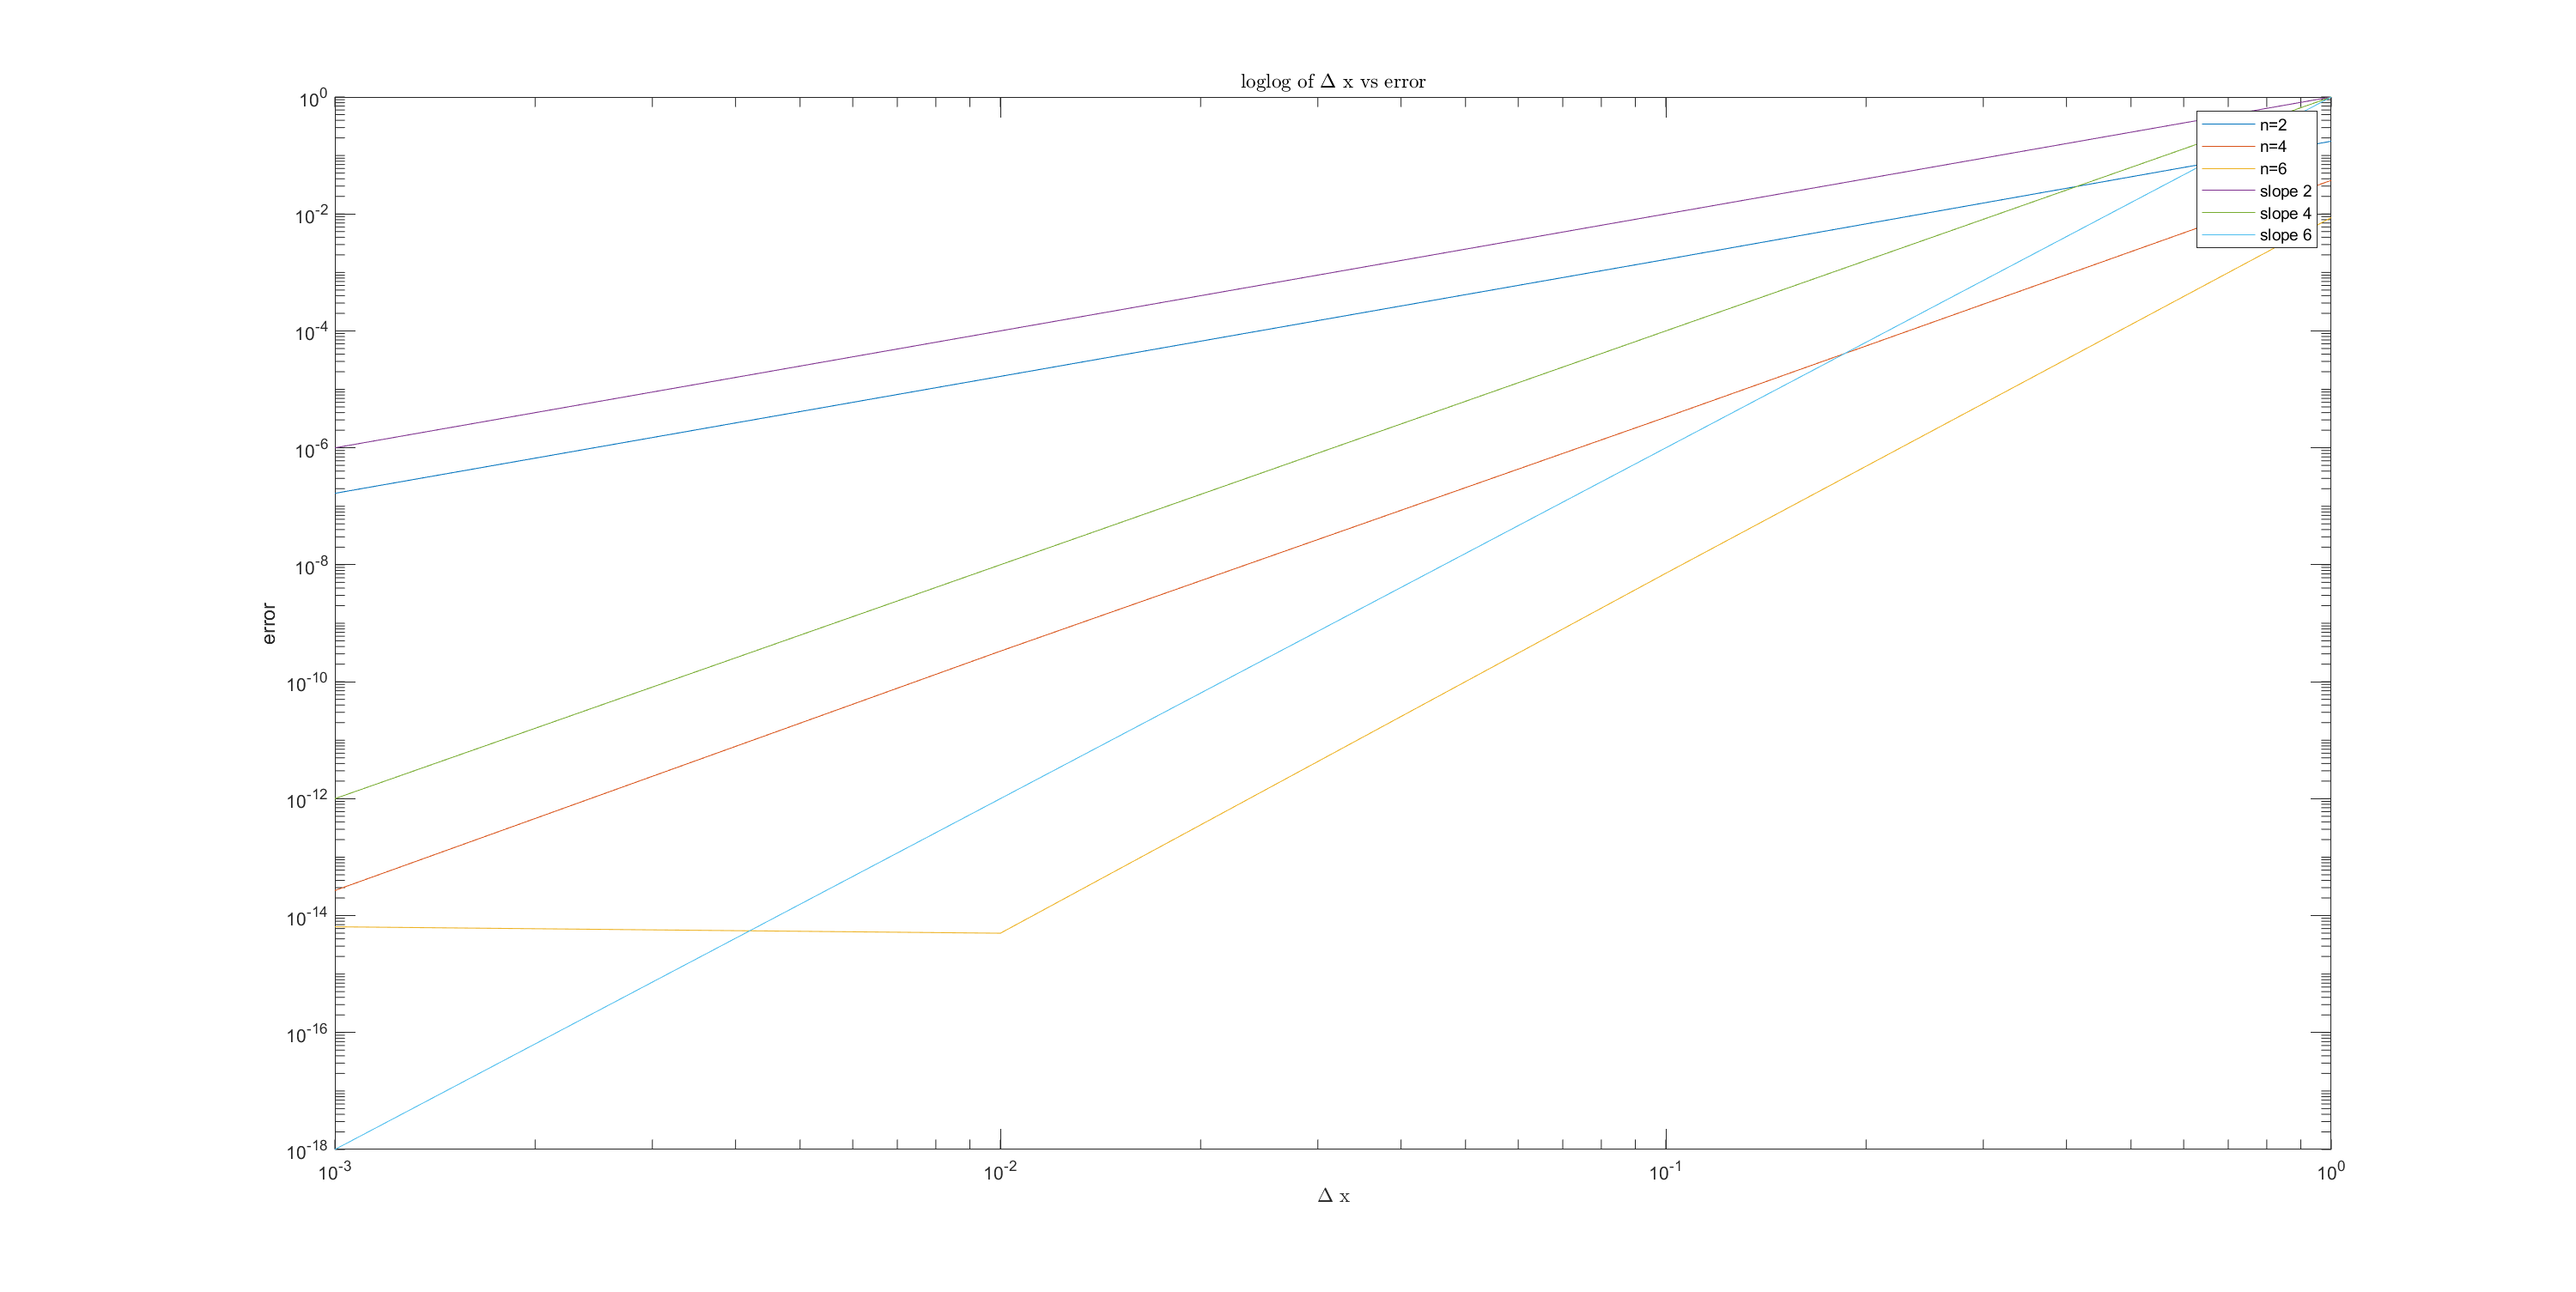 loglog of Δ x vs error
10^0
10^-2
10^-4
10^-6
10^-8
10^-10
10^-12
10^-14
10^-16
10^-18
error
n=2
n=4
n=6
slope 2
slope 4
slope 6
10^-3 10^-2 10^-1 10^0
Δ x